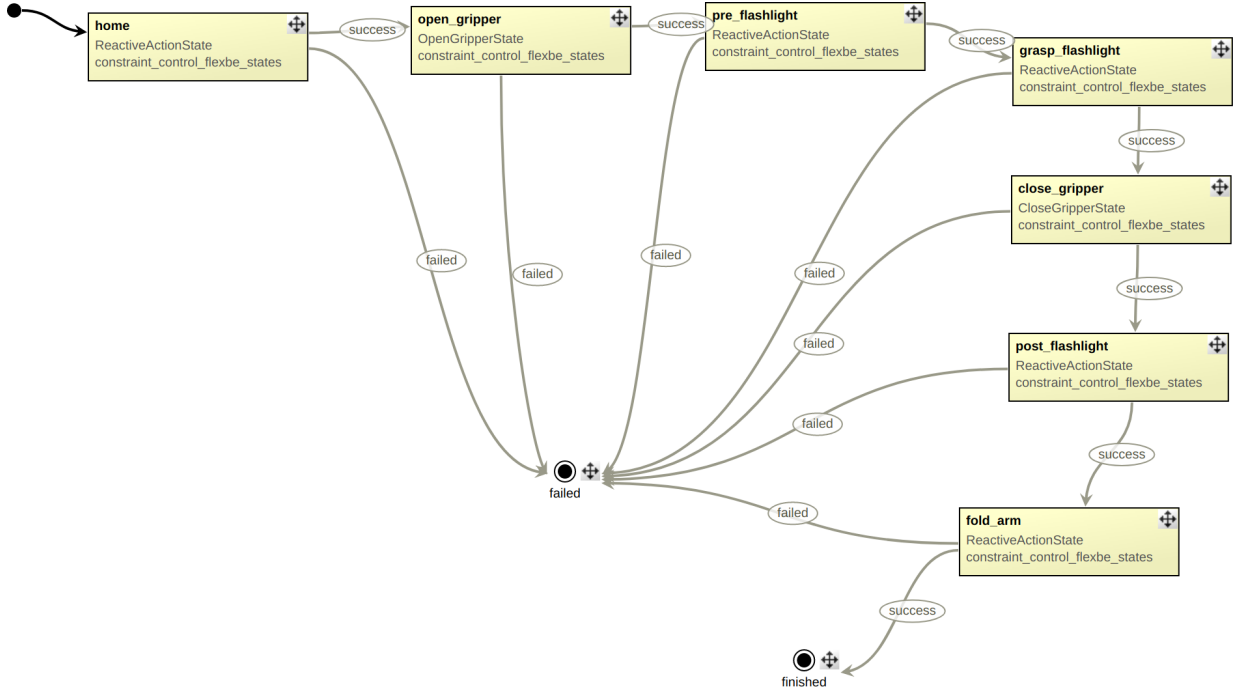 home
ReactiveActionState
constraint_control_flexbe_states
success
open_gripper
OpenGripperState
constraint_control_flexbe_states
success
pre_flashlight
ReactiveActionState
constraint_control_flexbe_states
success
grasp_flashlight
ReactiveActionState
constraint_control_flexbe_states
success
close_gripper
CloseGripperState
constraint_control_flexbe_states
failed
failed
failed
failed
success
failed
post_flashlight
ReactiveActionState
constraint_control_flexbe_states
failed
success
failed
failed
fold_arm
ReactiveActionState
constraint_control_flexbe_states
success
finished